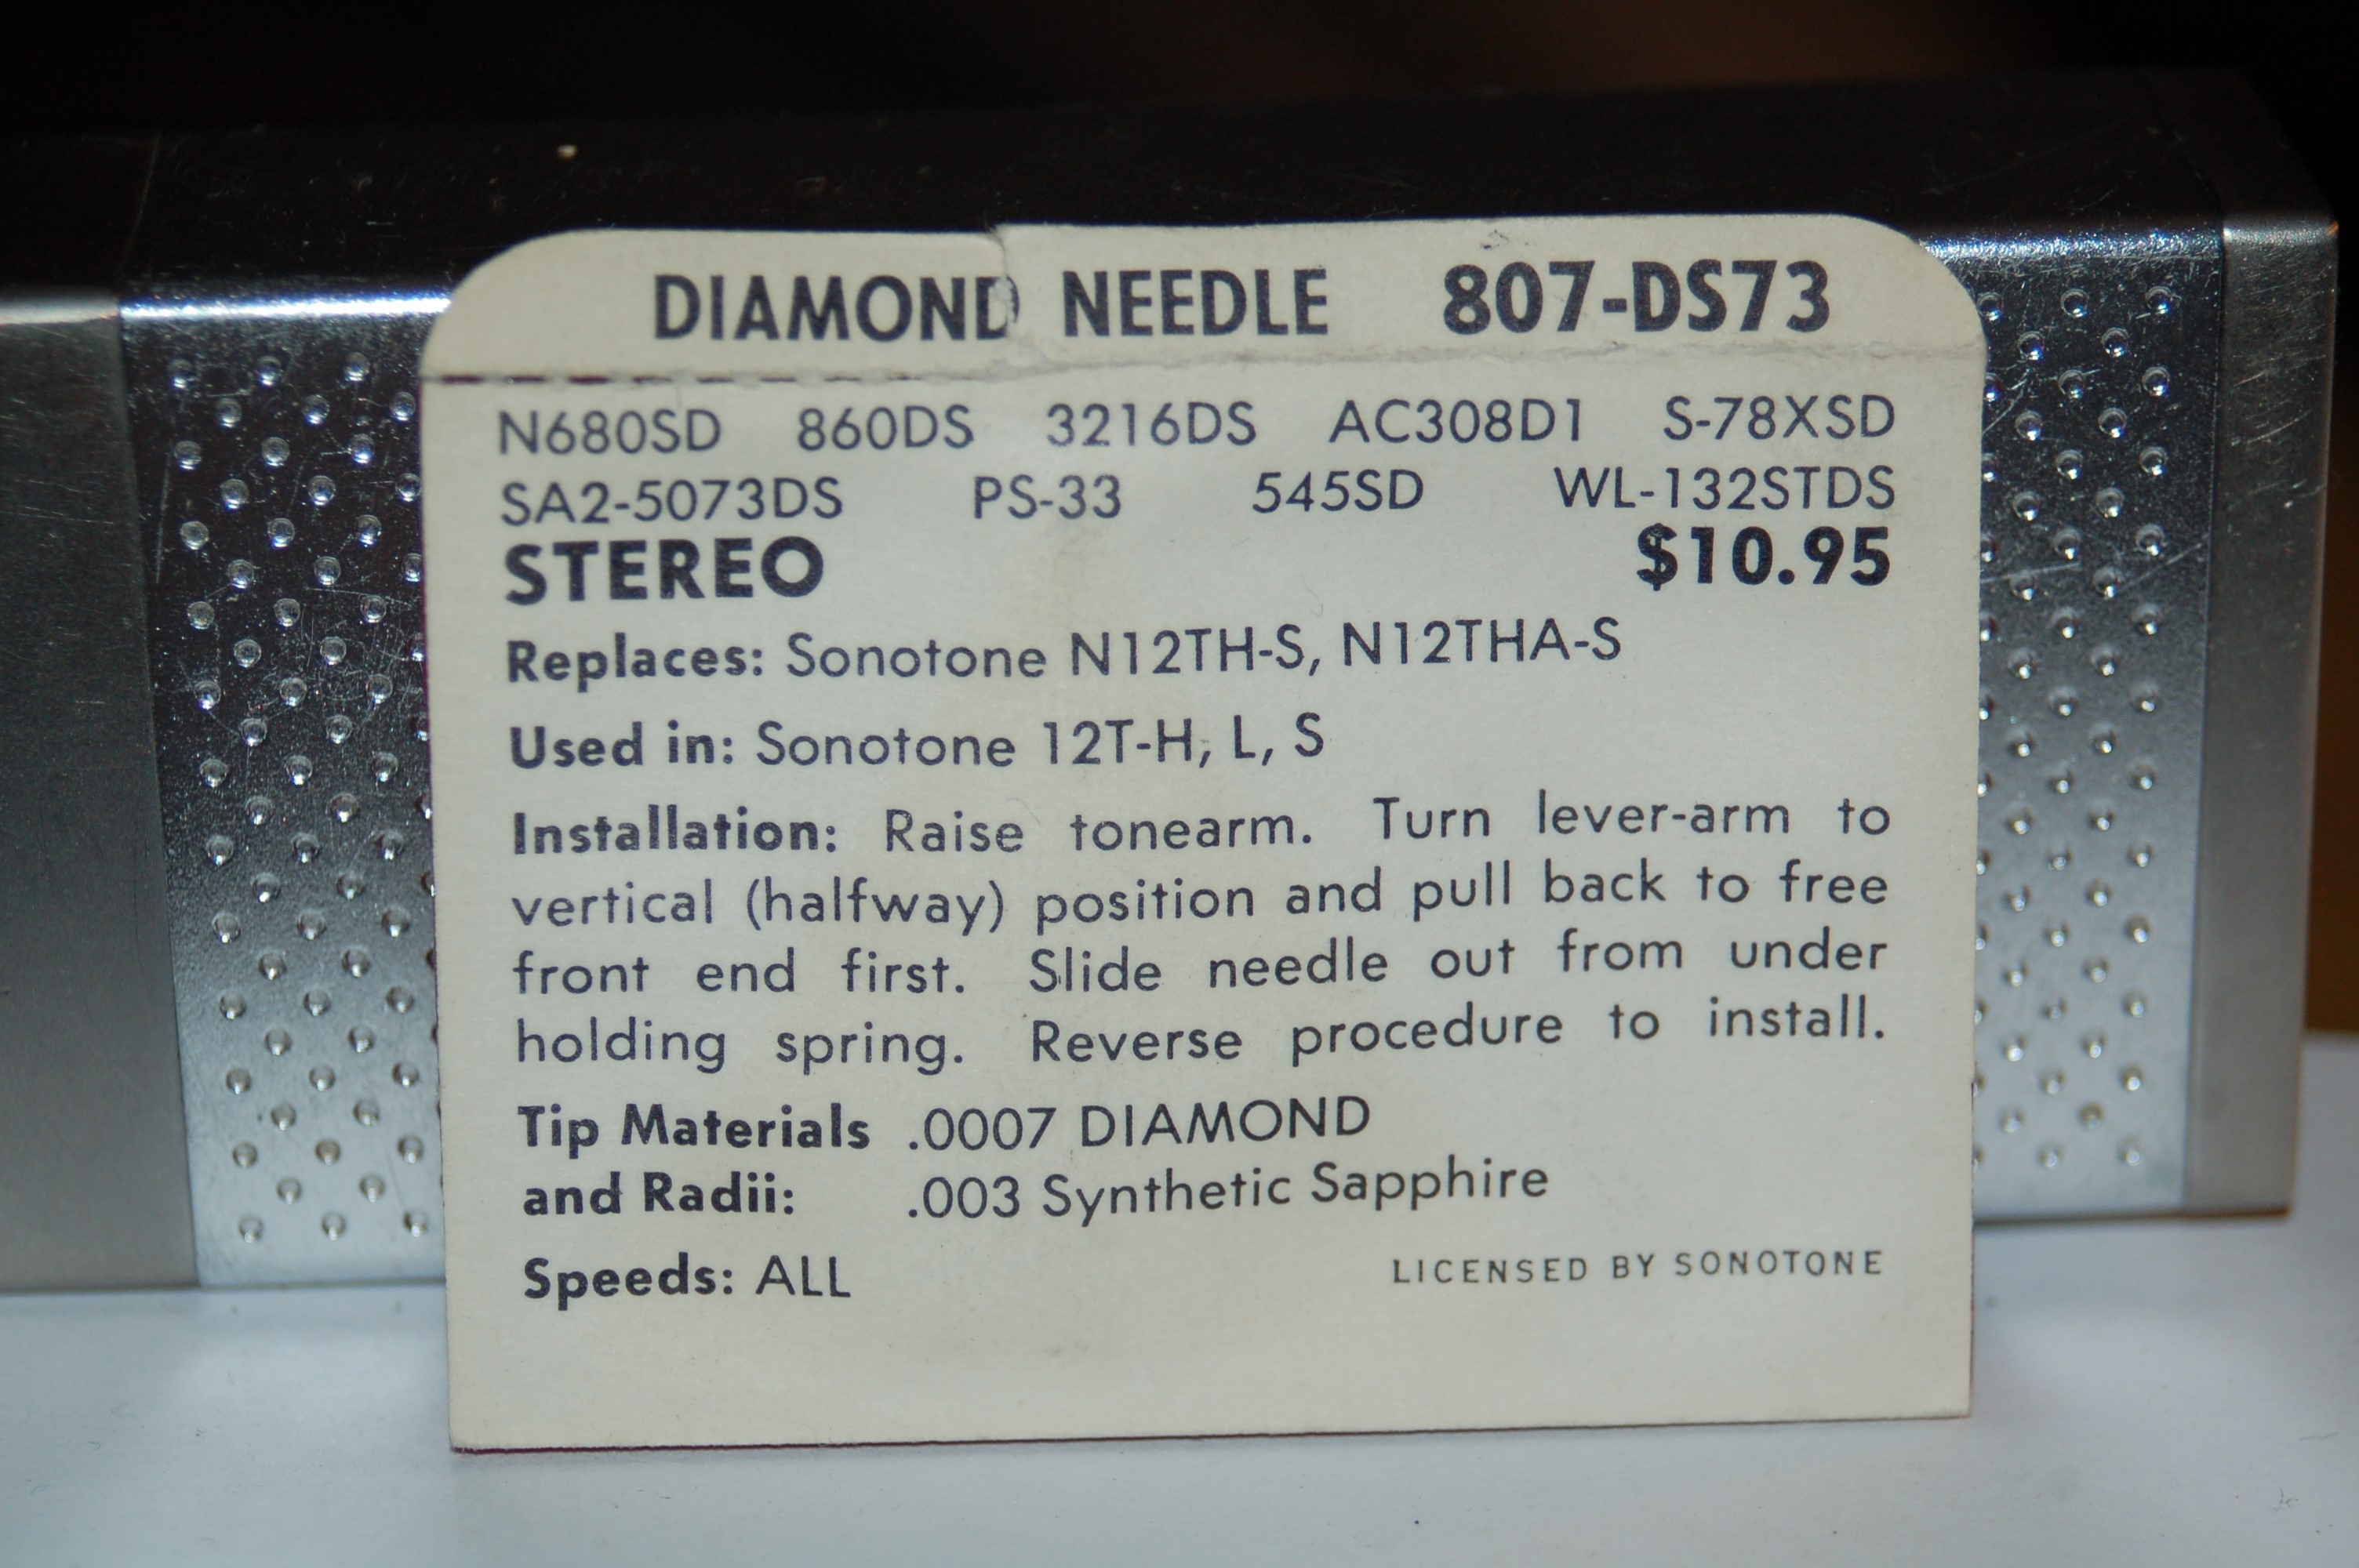 DIAMOND NEEDLE 807-DS73
N680SD 860DS 3216DS AC308D1 S-78XSD
SA2-5073DS PS-33 545SD WL-132STDS
STEREO $10.95
Replaces: Sonotone N12TH-S, N12THA-S
Used in: Sonotone 12T-H, L, S
Installation: Raise tonearm. Turn lever-arm to
vertical (halfway) position and pull back to free
front end first. Slide needle out from under
holding spring. Reverse procedure to install.
Tip Materials .0007 DIAMOND
and Radii: .003 Synthetic Sapphire
Speeds: ALL LICENSED BY SONOTONE